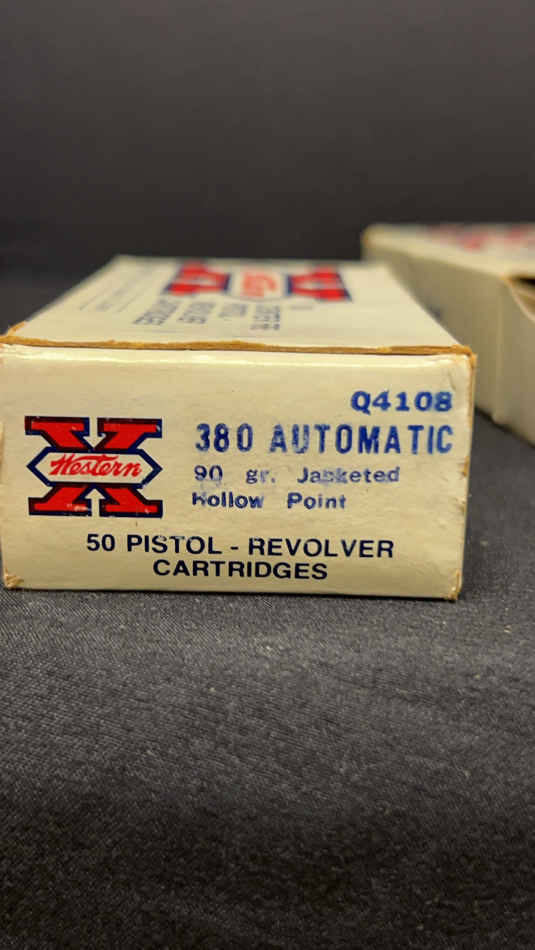 Western
Q4108
380 AUTOMATIC
90 gr. Jacketed
Hollow Point
50 PISTOL - REVOLVER
CARTRIDGES